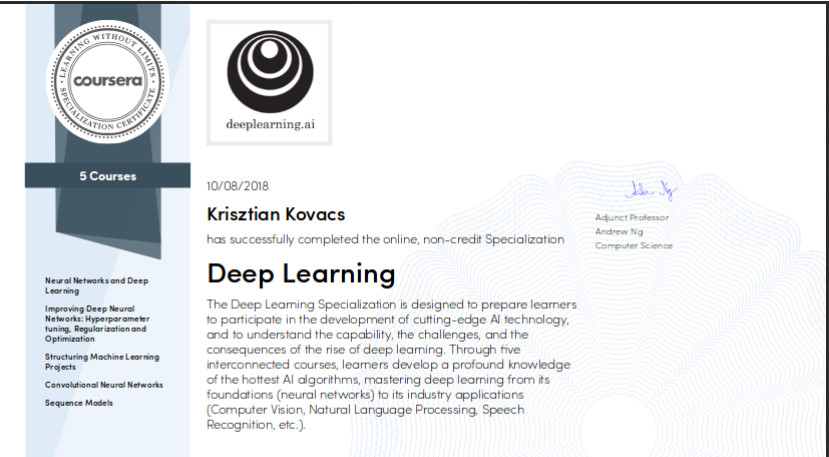 LEARNING WITHOUT LIMITS
coursera
SPECIALIZATION CERTIFICATE
5 Courses
Neural Networks and Deep
Learning
Improving Deep Neural
Networks: Hyperparameter
tuning, Regularization and
Optimization
Structuring Machine Learning
Projects
Convolutional Neural Networks
Sequence Models
deeplearning.ai
10/08/2018
Krisztian Kovacs
has successfully completed the online, non-credit Specialization
Deep Learning
The Deep Learning Specialization is designed to prepare learners
to participate in the development of cutting-edge AI technology,
and to understand the capability, the challenges, and the
consequences of the rise of deep learning. Through five
interconnected courses, learners develop a profound knowledge
of the hottest AI algorithms, mastering deep learning from its
foundations (neural networks) to its industry applications
(Computer Vision, Natural Language Processing, Speech
Recognition, etc.).
Adjunct Professor
Andrew Ng
Computer Science